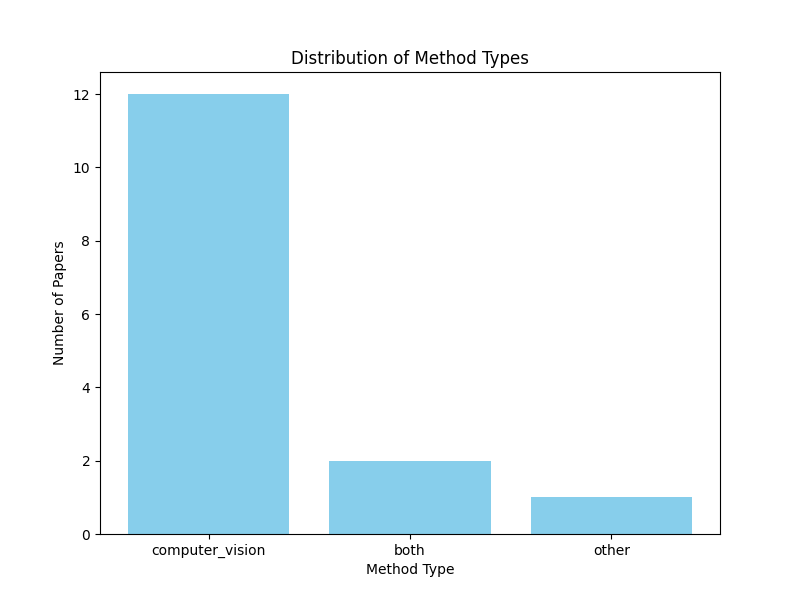 Distribution of Method Types
Number of Papers
12
10
8
6
4
2
0
computer_vision
both
other
Method Type